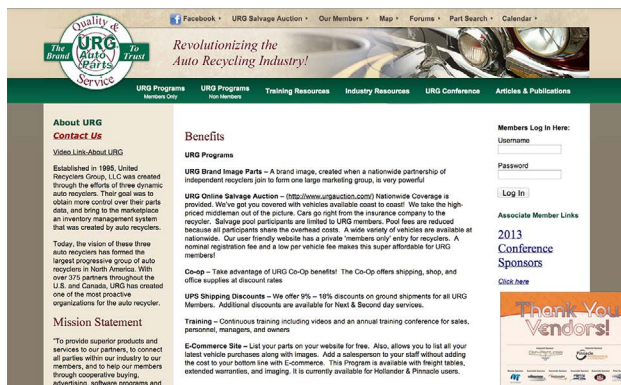 Facebook
URG Salvage Auction
Our Members
Map
Forums
Part Search
Calendar
Quality &
The Brand
URG
Auto
Parts
To Trust
Service
Revolutionizing the
Auto Recycling Industry!
URG Programs
Members Only
URG Programs
Non Members
Training Resources
Industry Resources
URG Conference
Articles & Publications
About URG
Contact Us
Video Link-About URG
Established in 1995, United
Recyclers Group, LLC was created
through the efforts of three dynamic
auto recyclers. Their goal was to
obtain more control over their parts
data, and bring to the marketplace
an inventory management system
that was created by auto recyclers.
Today, the vision of these three
auto recyclers has formed the
largest progressive group of auto
recyclers in North America. With
over 375 partners throughout the
U.S. and Canada, URG has created
one of the most proactive
organizations for the auto recycler.
Mission Statement
"To provide superior products and
services to our partners, to connect
all parties within our industry to our
members, and to help our members
through cooperative buying,
advertising, software programs and
Benefits
URG Programs
URG Brand Image Parts – A brand image, created when a nationwide partnership of
independent recyclers join to form one large marketing group, is very powerful
URG Online Salvage Auction – (http://www.urgauction.com/) Nationwide Coverage is
provided. We've got you covered with vehicles available coast to coast! We take the high-
priced middleman out of the picture. Cars go right from the insurance company to the
recycler. Salvage pool participants are limited to URG members. Pool fees are reduced
because all participants share the overhead costs. A wide variety of vehicles are available at
nationwide. Our user friendly website has a private 'members only' entry for recyclers. A
nominal registration fee and a low per vehicle fee makes this super affordable for URG
members!
Co-op – Take advantage of URG Co-Op benefits! The Co-Op offers shipping, shop, and
office supplies at discount rates
UPS Shipping Discounts – We offer 9% – 18% discounts on ground shipments for all URG
Members. Additional discounts are available for Next & Second day services.
Training – Continuous training including videos and an annual training conference for sales,
personnel, managers, and owners
E-Commerce Site – List your parts on your website for free. Also, allows you to list all your
latest vehicle purchases along with images. Add a salesperson to your staff without adding
the cost to your bottom line with E-commerce. This Program is available with freight tables,
extended warranties, and imaging. It is currently available for Hollander & Pinnacle users.
Members Log In Here:
Username
Password
Log In
Associate Member Links
2013
Conference
Sponsors
Click here
Thank You
Vendors!